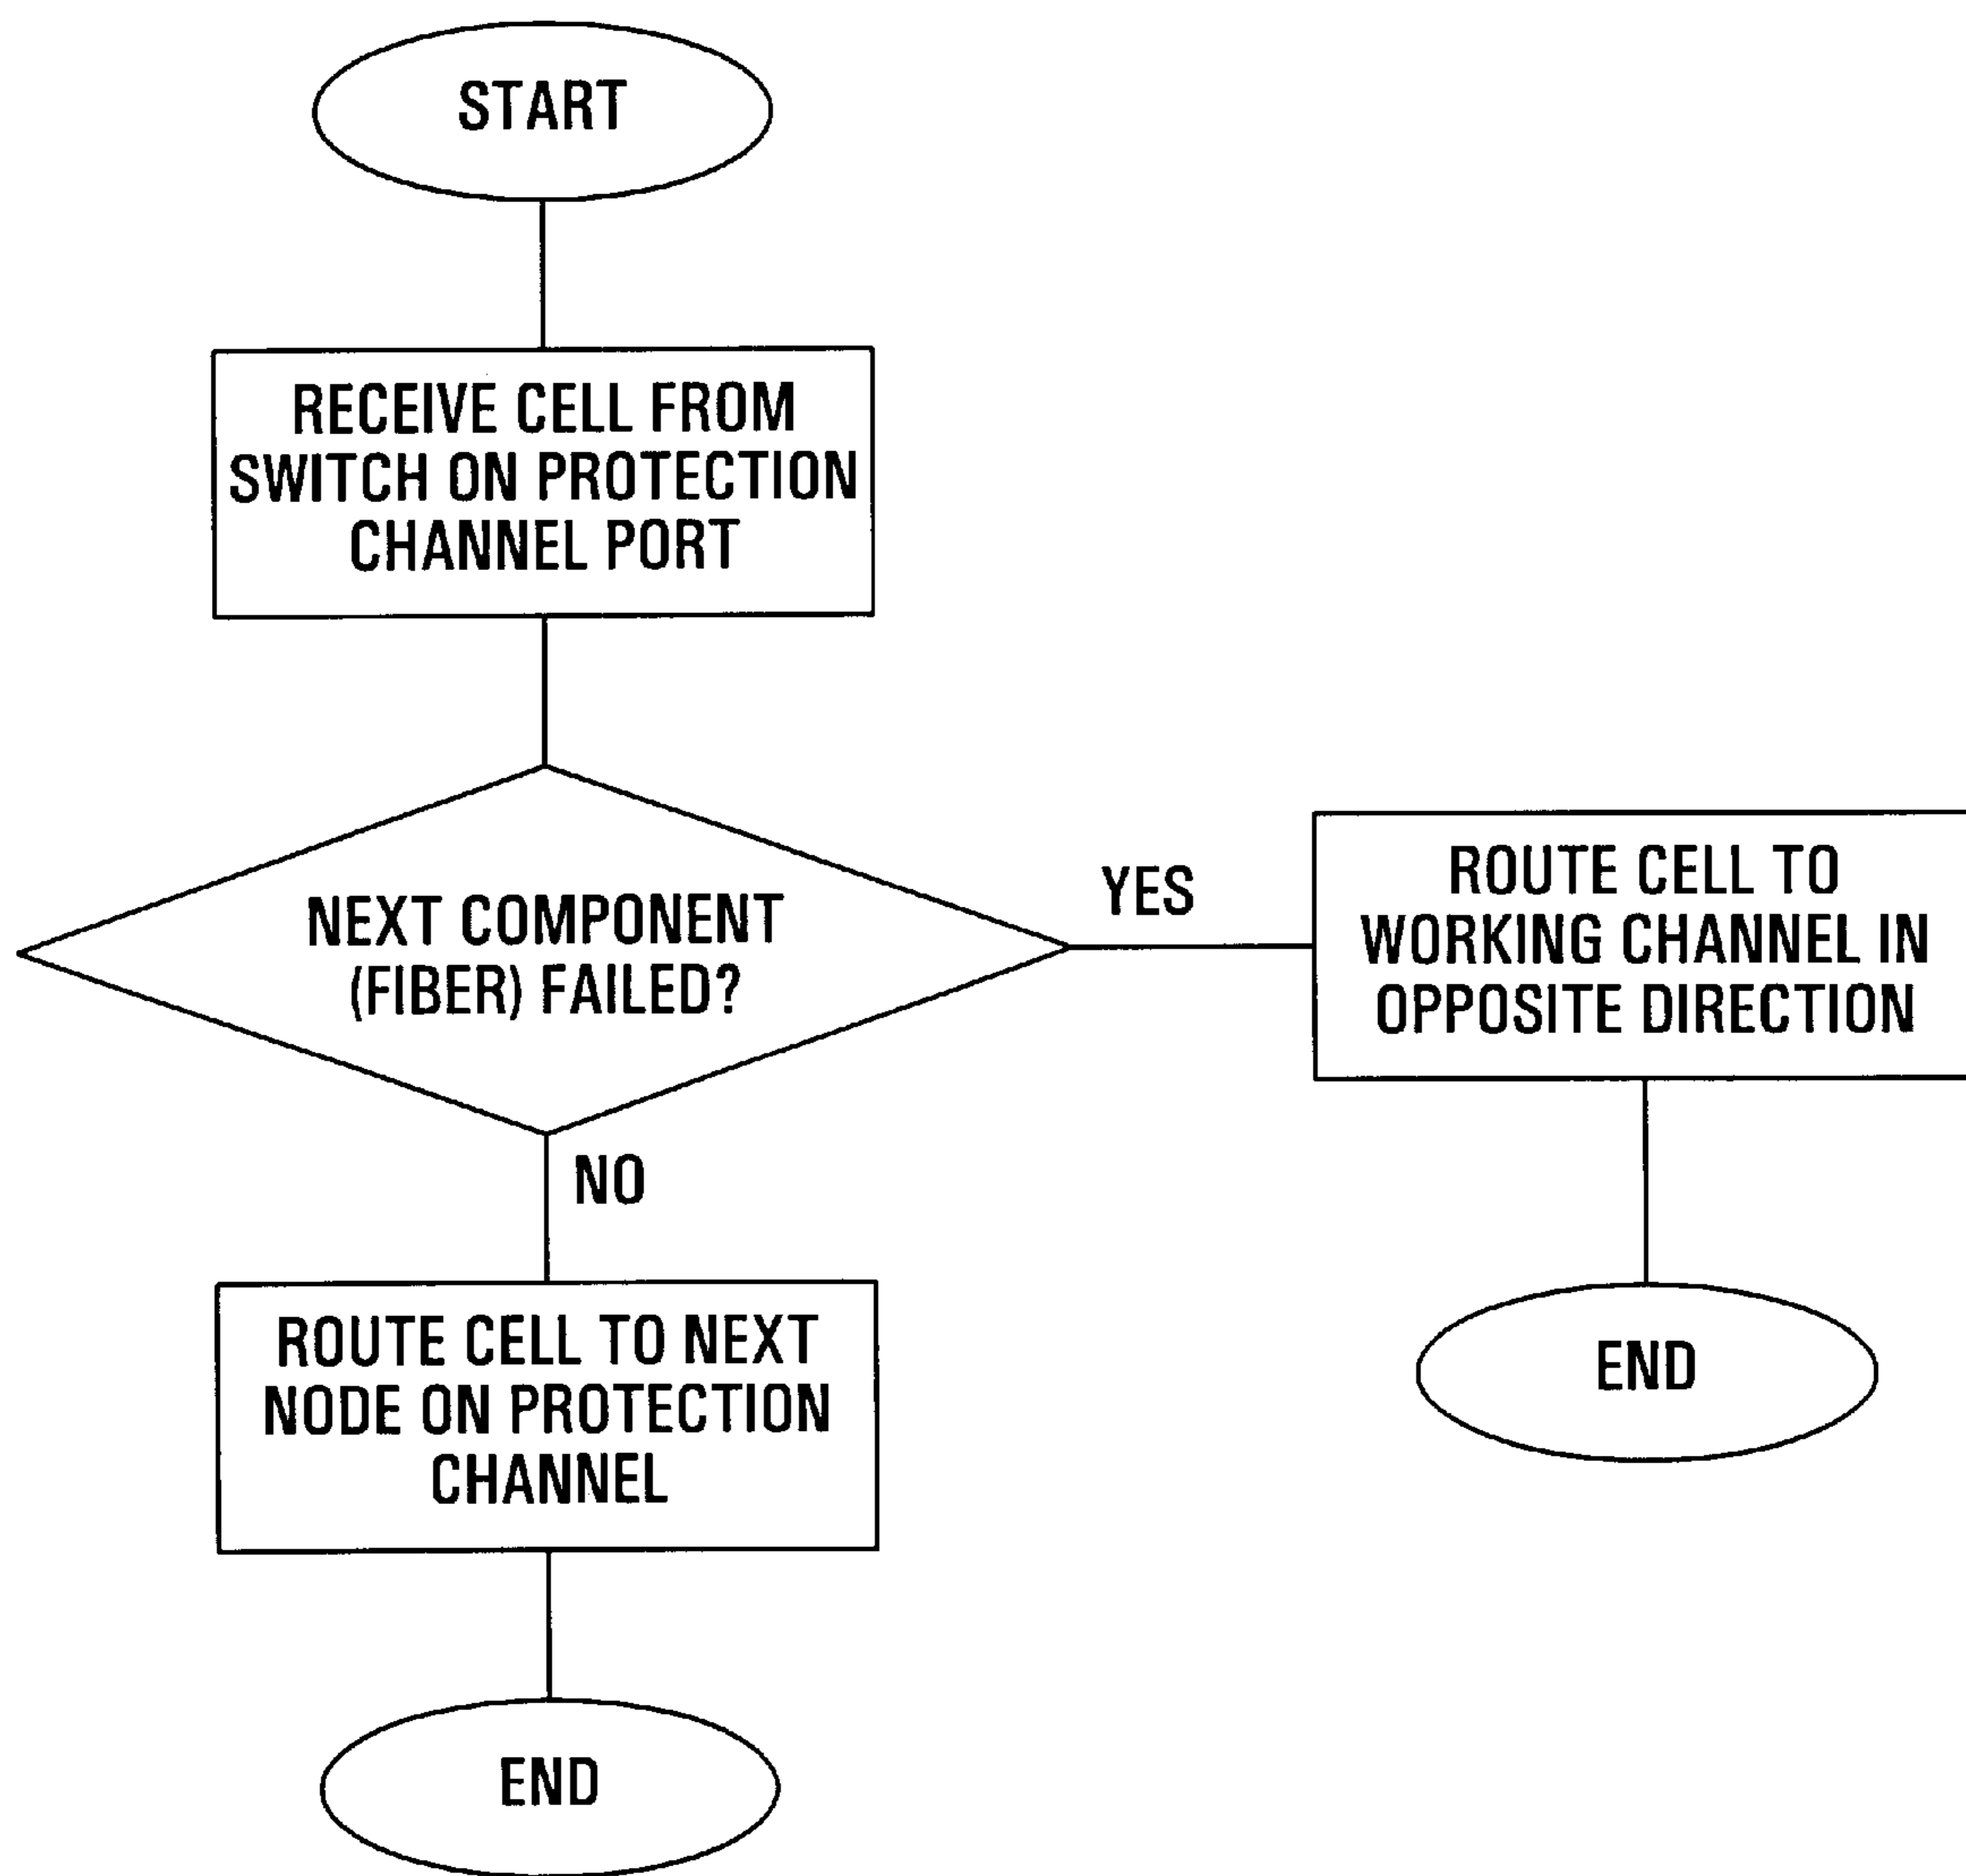 START
RECEIVE CELL FROM
SWITCH ON PROTECTION
CHANNEL PORT
NEXT COMPONENT
(FIBER) FAILED?
YES
ROUTE CELL TO
WORKING CHANNEL IN
OPPOSITE DIRECTION
END
NO
ROUTE CELL TO NEXT
NODE ON PROTECTION
CHANNEL
END